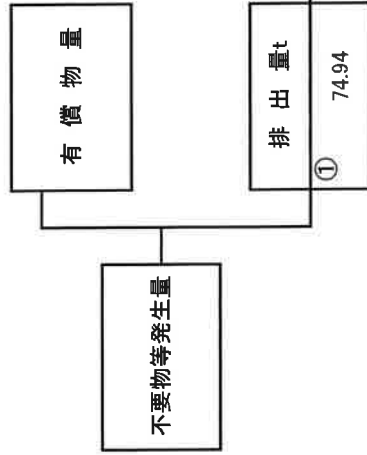 不要物等発生量
有償物量
排出量t
①
74.94